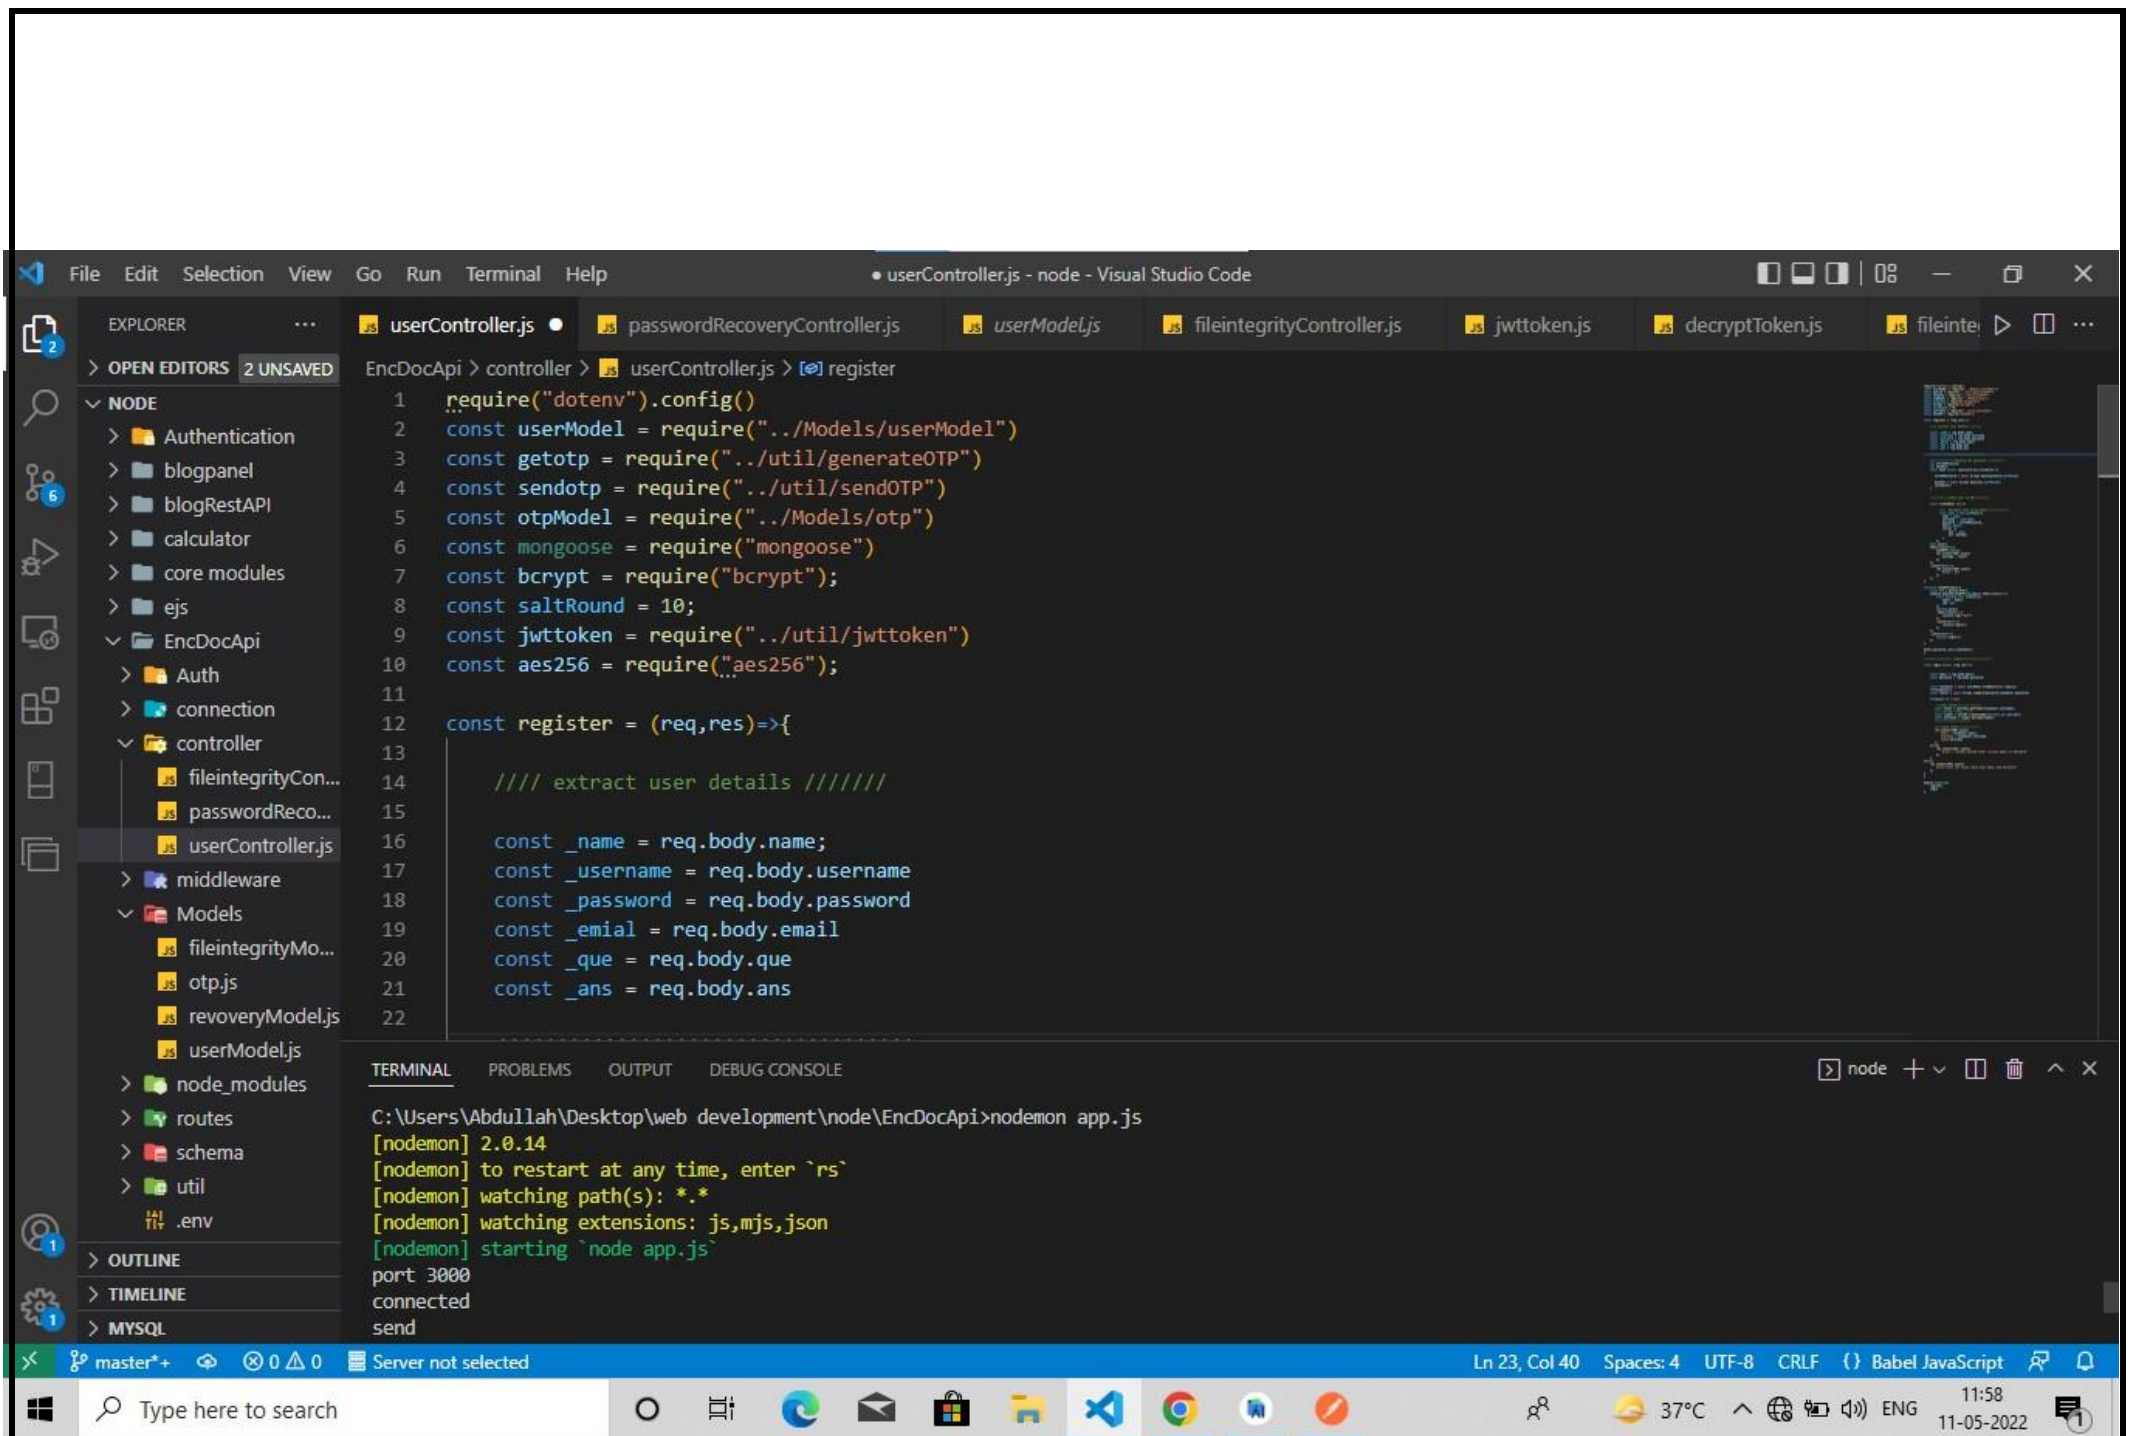 File Edit Selection View Go Run Terminal Help
● userController.js - node - Visual Studio Code
EXPLORER ...
userController.js ●
passwordRecoveryController.js
userModel.js
fileintegrityController.js
jwttoken.js
decryptToken.js
fileinte
OPEN EDITORS 2 UNSAVED
NODE
Authentication
blogpanel
blogRestAPI
calculator
core modules
ejs
EncDocApi
Auth
connection
controller
fileintegrityCon...
passwordReco...
userController.js
middleware
Models
fileintegrityMo...
otp.js
revoveryModel.js
userModel.js
node_modules
routes
schema
util
.env
OUTLINE
TIMELINE
MYSQL
EncDocApi > controller > JS userController.js > register
1 require("dotenv").config()
2 const userModel = require("../Models/userModel")
3 const getotp = require("../util/generateOTP")
4 const sendotp = require("../util/sendOTP")
5 const otpModel = require("../Models/otp")
6 const mongoose = require("mongoose")
7 const bcrypt = require("bcrypt");
8 const saltRound = 10;
9 const jwttoken = require("../util/jwttoken")
10 const aes256 = require("aes256");
11
12 const register = (req,res)=>{
13
14 //// extract user details ///////
15
16 const _name = req.body.name;
17 const _username = req.body.username
18 const _password = req.body.password
19 const _emial = req.body.email
20 const _que = req.body.que
21 const _ans = req.body.ans
22
TERMINAL PROBLEMS OUTPUT DEBUG CONSOLE
node
C:\Users\Abdullah\Desktop\web development\node\EncDocApi>nodemon app.js
[nodemon] 2.0.14
[nodemon] to restart at any time, enter `rs`
[nodemon] watching path(s): *.*
[nodemon] watching extensions: js,mjs,json
[nodemon] starting `node app.js`
port 3000
connected
send
master*+ 0 0 Server not selected
Ln 23, Col 40 Spaces: 4 UTF-8 CRLF {} Babel JavaScript
Type here to search
37°C ENG
11:58
11-05-2022